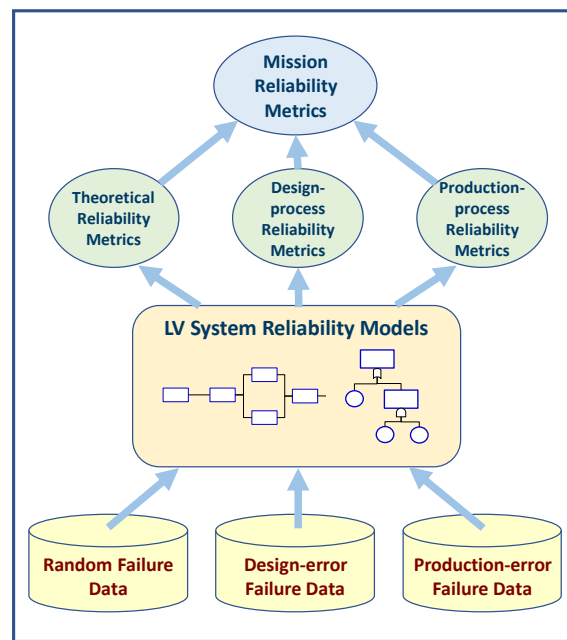 Mission
Reliability
Metrics
Theoretical
Reliability
Metrics
Design-
process
Reliability
Metrics
Production-
process
Reliability
Metrics
LV System Reliability Models
Random Failure
Data
Design-error
Failure Data
Production-error
Failure Data